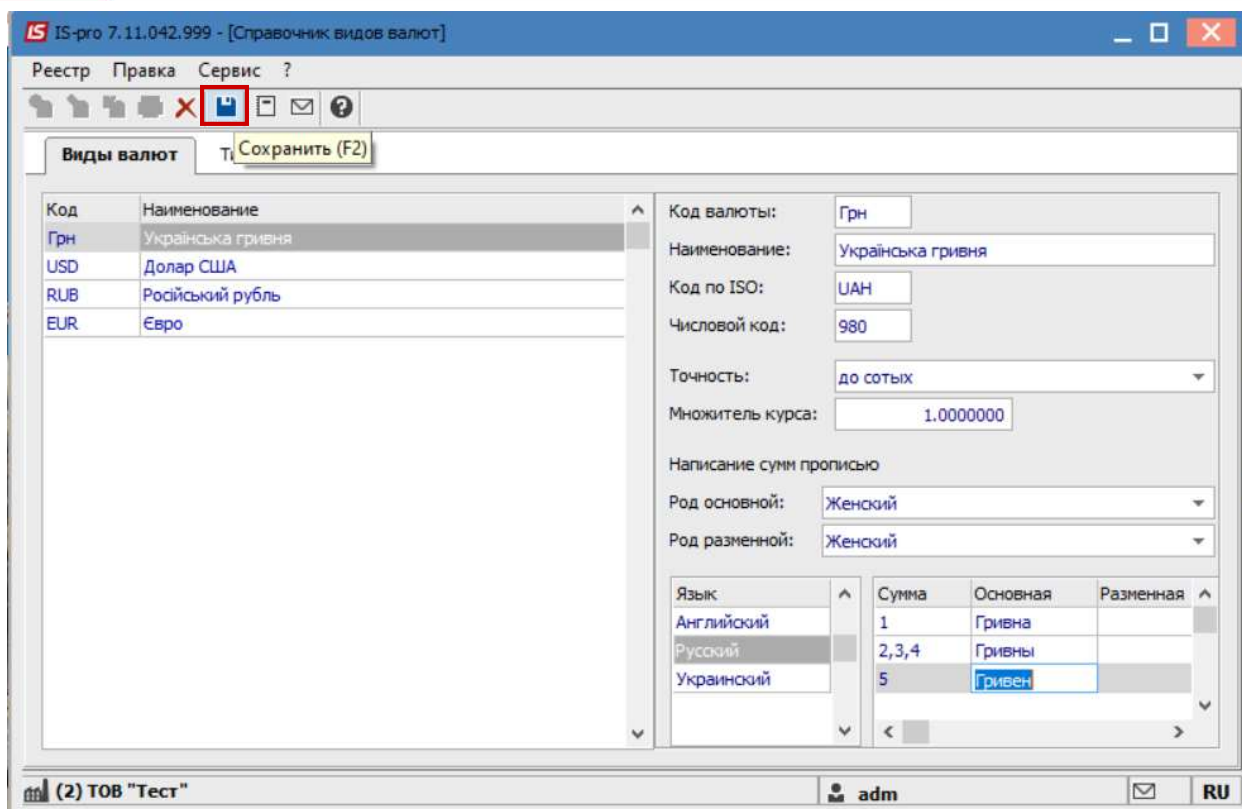 IS-pro 7.11.042.999 - [Справочник видов валют]
Реестр Правка Сервис ?
Сохранить (F2)
Виды валют
Код Наименование
Грн Українська гривня
USD Долар США
RUB Російський рубль
EUR Євро
Код валюты: Грн
Наименование: Українська гривня
Код по ISO: UAH
Числовой код: 980
Точность: до сотых
Множитель курса: 1.0000000
Написание сумм прописью
Род основной: Женский
Род разменной: Женский
Язык
Английский
Русский
Украинский
Сумма Основная Разменная
1 Гривна
2,3,4 Гривны
5 Гривен
(2) ТОВ "Тест" adm RU